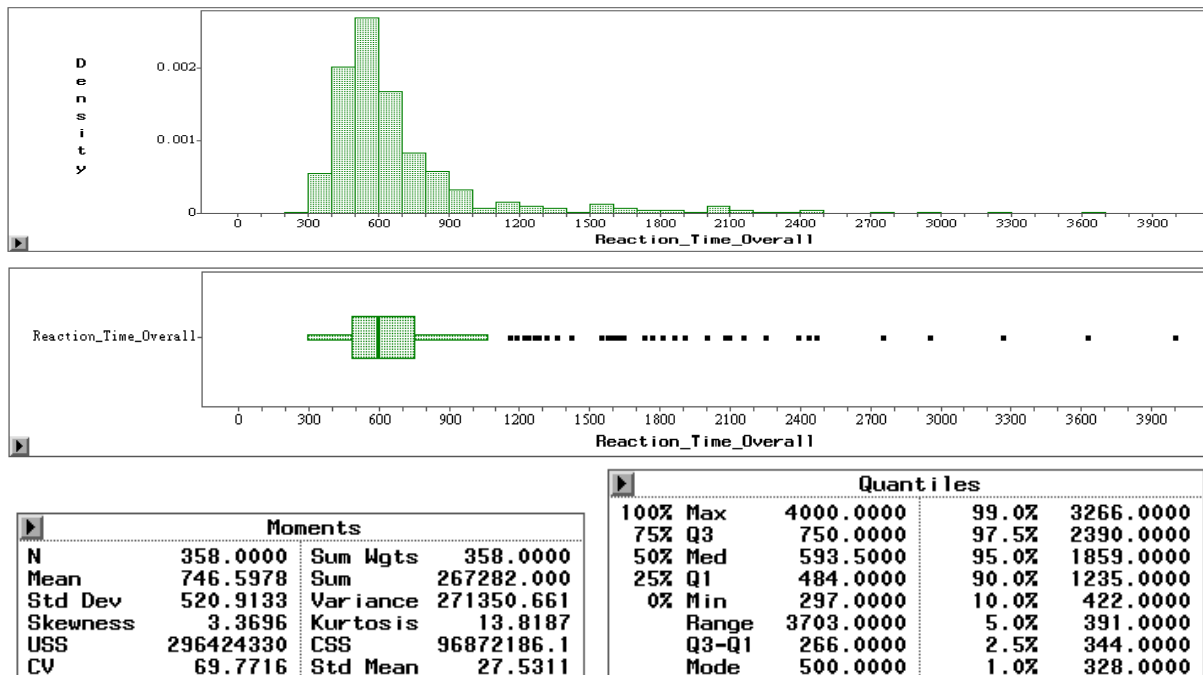 Density
0.002
0.001
0
0 300 600 900 1200 1500 1800 2100 2400 2700 3000 3300 3600 3900
Reaction_Time_Overall
Reaction_Time_Overall
0 300 600 900 1200 1500 1800 2100 2400 2700 3000 3300 3600 3900
Reaction_Time_Overall
Moments
N 358.0000 Sum Wgts 358.0000
Mean 746.5978 Sum 267282.000
Std Dev 520.9133 Variance 271350.661
Skewness 3.3696 Kurtosis 13.8187
USS 296424330 CSS 96872186.1
CV 69.7716 Std Mean 27.5311
Quantiles
100% Max 4000.0000 99.0% 3266.0000
75% Q3 750.0000 97.5% 2390.0000
50% Med 593.5000 95.0% 1859.0000
25% Q1 484.0000 90.0% 1235.0000
0% Min 297.0000 10.0% 422.0000
Range 3703.0000 5.0% 391.0000
Q3-Q1 266.0000 2.5% 344.0000
Mode 500.0000 1.0% 328.0000